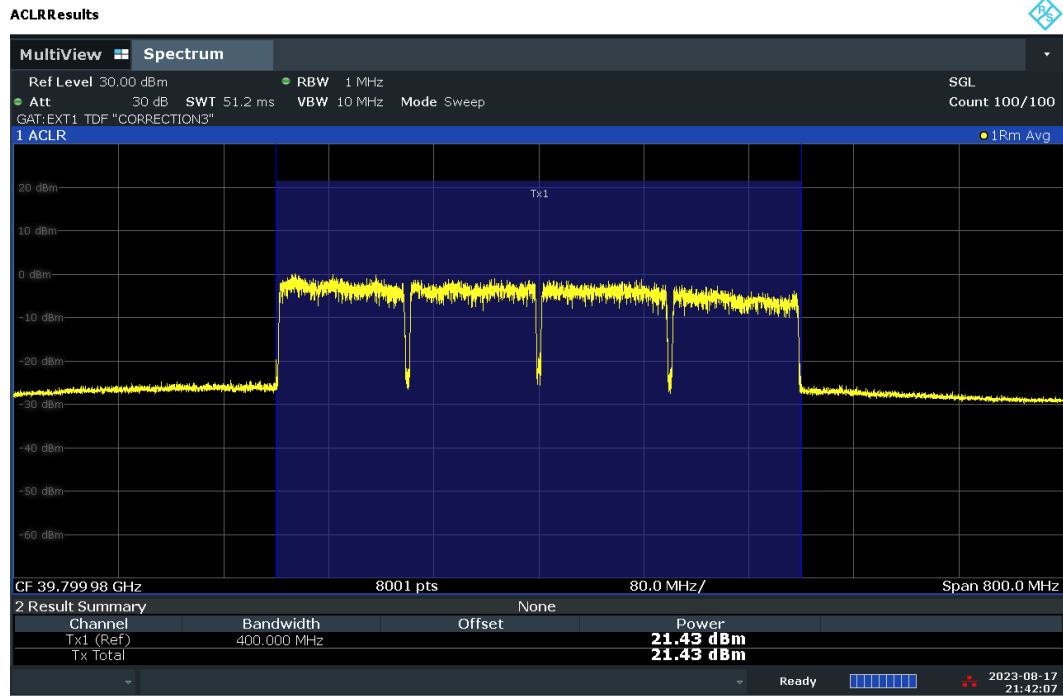 ACLRResults
R&S
MultiView Spectrum
Ref Level 30.00 dBm RBW 1 MHz SGL
Att 30 dB SWT 51.2 ms VBW 10 MHz Mode Sweep Count 100/100
GAT:EXT1 TDF "CORRECTION3"
1 ACLR 1Rm Avg
Tx1
20 dBm
10 dBm
0 dBm
-10 dBm
-20 dBm
-30 dBm
-40 dBm
-50 dBm
-60 dBm
CF 39.79998 GHz 8001 pts 80.0 MHz/ Span 800.0 MHz
2 Result Summary None
Channel Bandwidth Offset Power
Tx1 (Ref) 400.000 MHz 21.43 dBm
Tx Total 21.43 dBm
Ready 2023-08-17
21:42:07